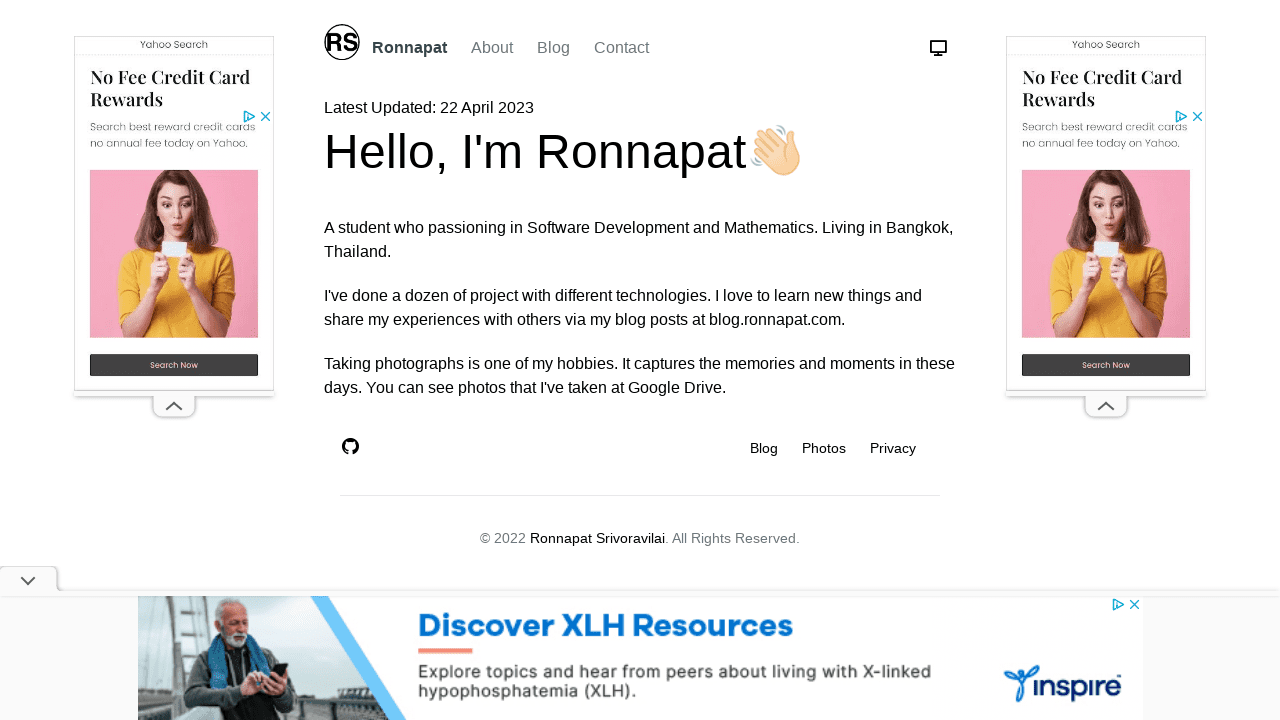 RS
Ronnapat
About
Blog
Contact
Latest Updated: 22 April 2023
Hello, I'm Ronnapat👋🏼
A student who passioning in Software Development and Mathematics. Living in Bangkok,
Thailand.
I've done a dozen of project with different technologies. I love to learn new things and
share my experiences with others via my blog posts at blog.ronnapat.com.
Taking photographs is one of my hobbies. It captures the memories and moments in these
days. You can see photos that I've taken at Google Drive.
Blog
Photos
Privacy
© 2022 Ronnapat Srivoravilai. All Rights Reserved.
Yahoo Search
No Fee Credit Card
Rewards
Search best reward credit cards
no annual fee today on Yahoo.
Search Now
Yahoo Search
No Fee Credit Card
Rewards
Search best reward credit cards
no annual fee today on Yahoo.
Search Now
Discover XLH Resources
Explore topics and hear from peers about living with X-linked
hypophosphatemia (XLH).
inspire